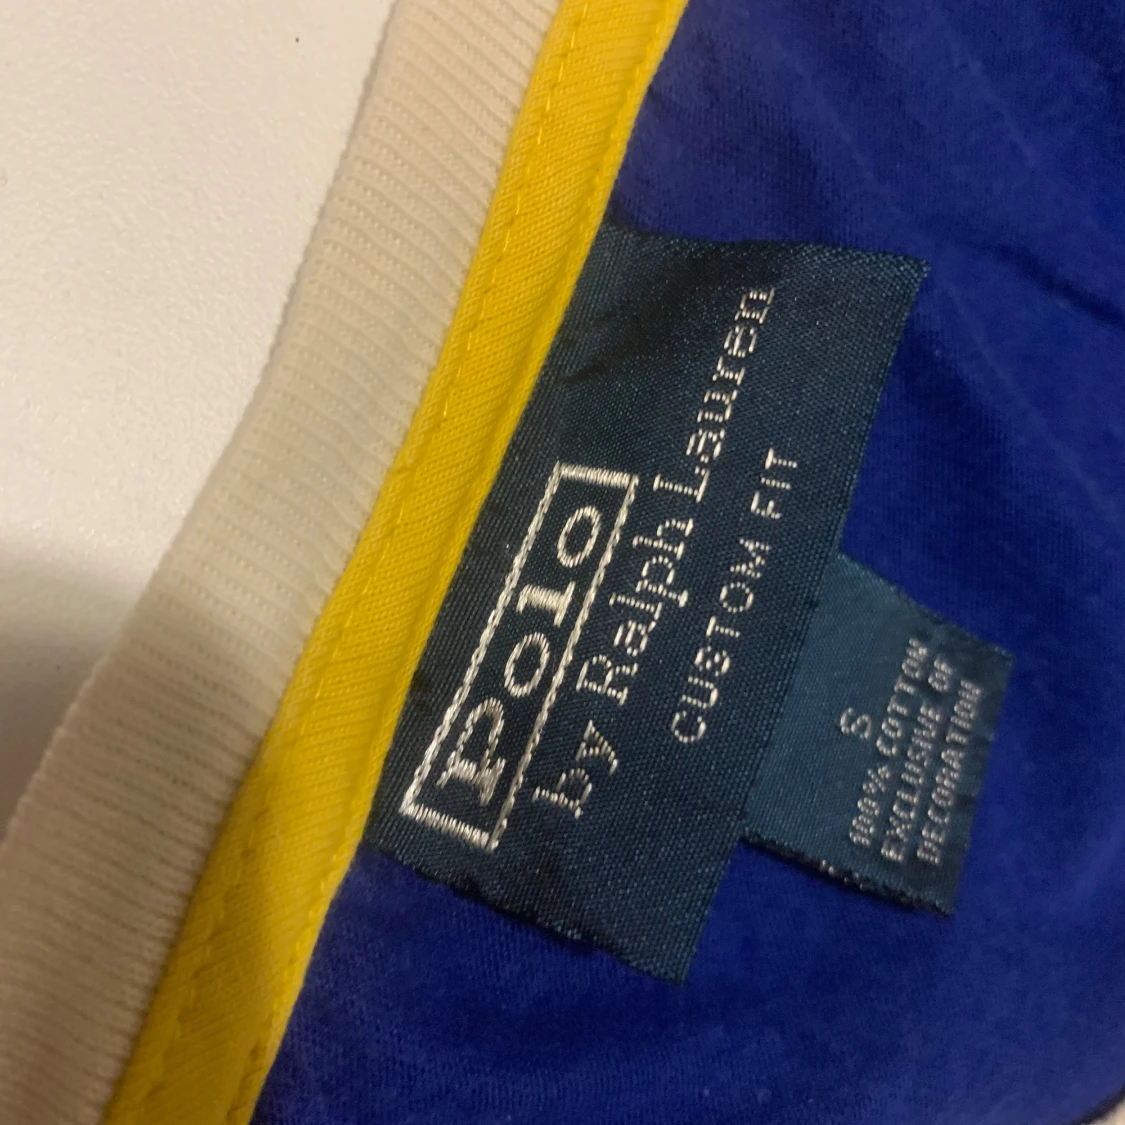 Polo
by Ralph Lauren
CUSTOM FIT
S
100% COTTON
EXCLUSIVE OF
DECORATION